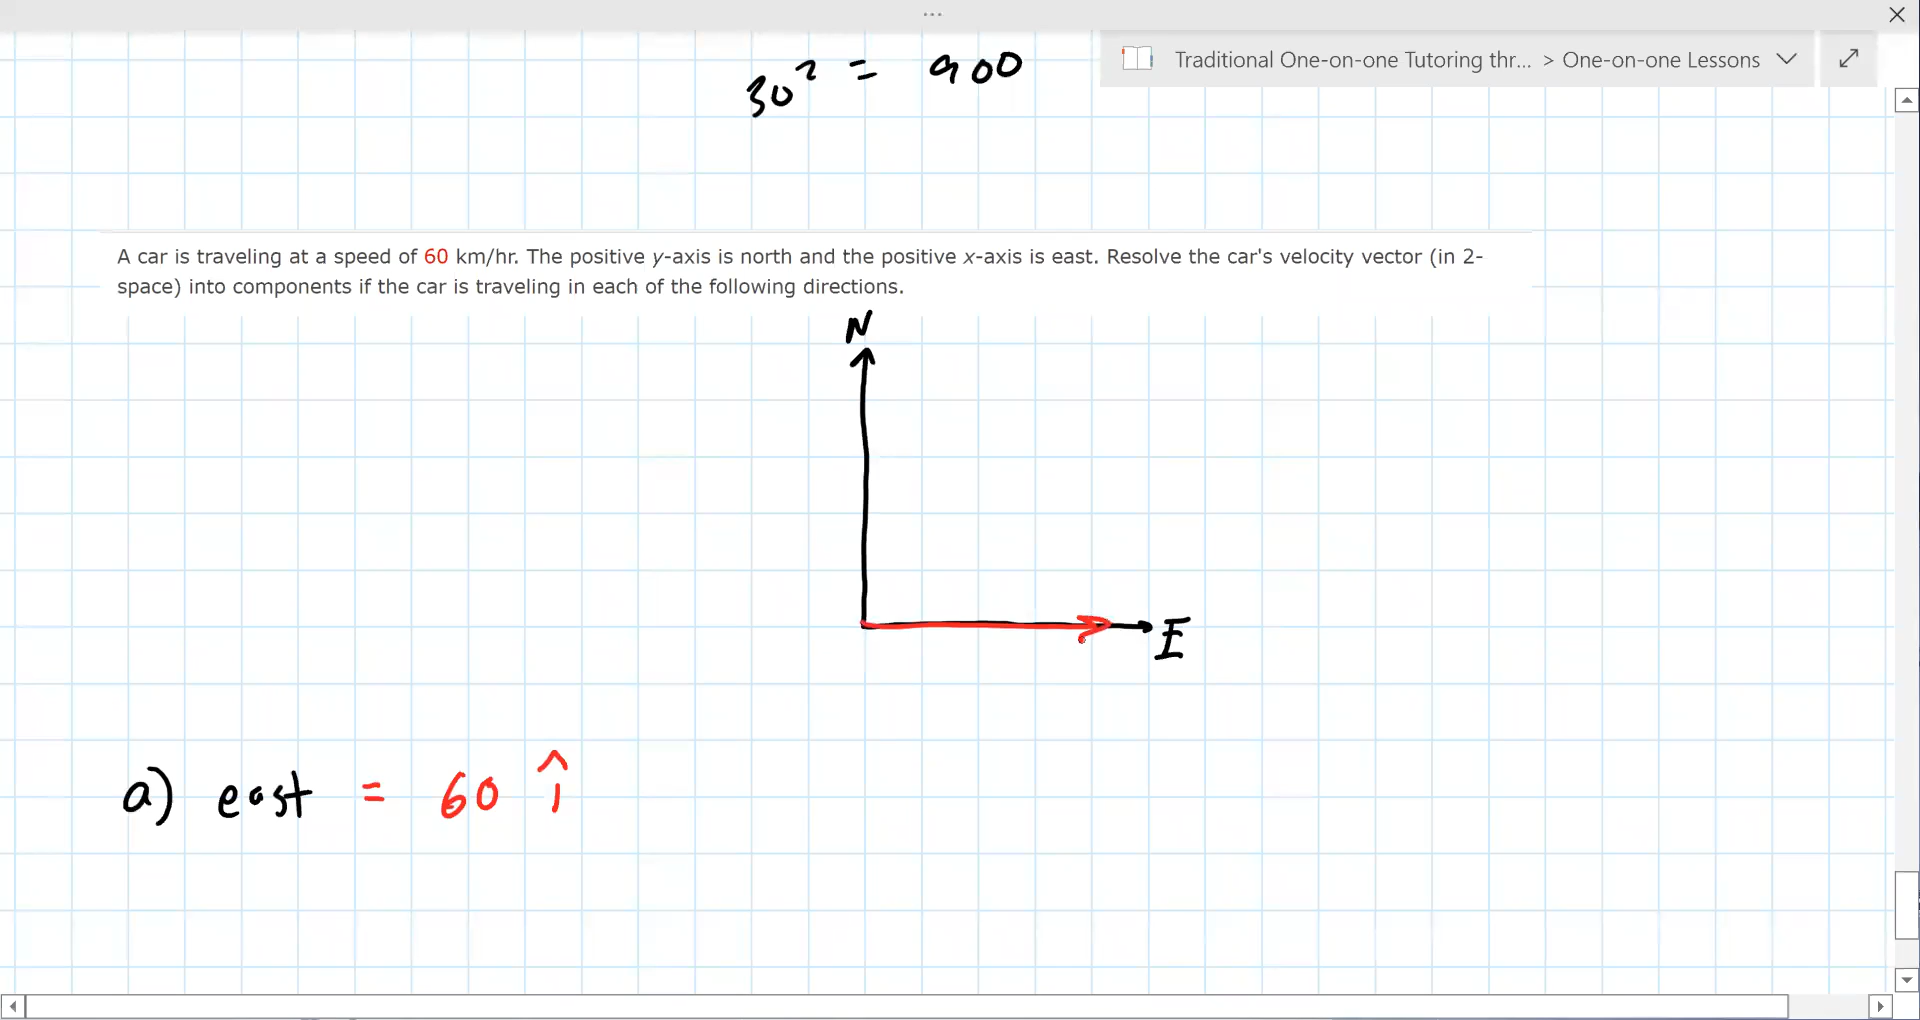 ...
30² = 900
Traditional One-on-one Tutoring thr... > One-on-one Lessons
A car is traveling at a speed of 60 km/hr. The positive y-axis is north and the positive x-axis is east. Resolve the car's velocity vector (in 2-
space) into components if the car is traveling in each of the following directions.
N
E
a) east = 60 î